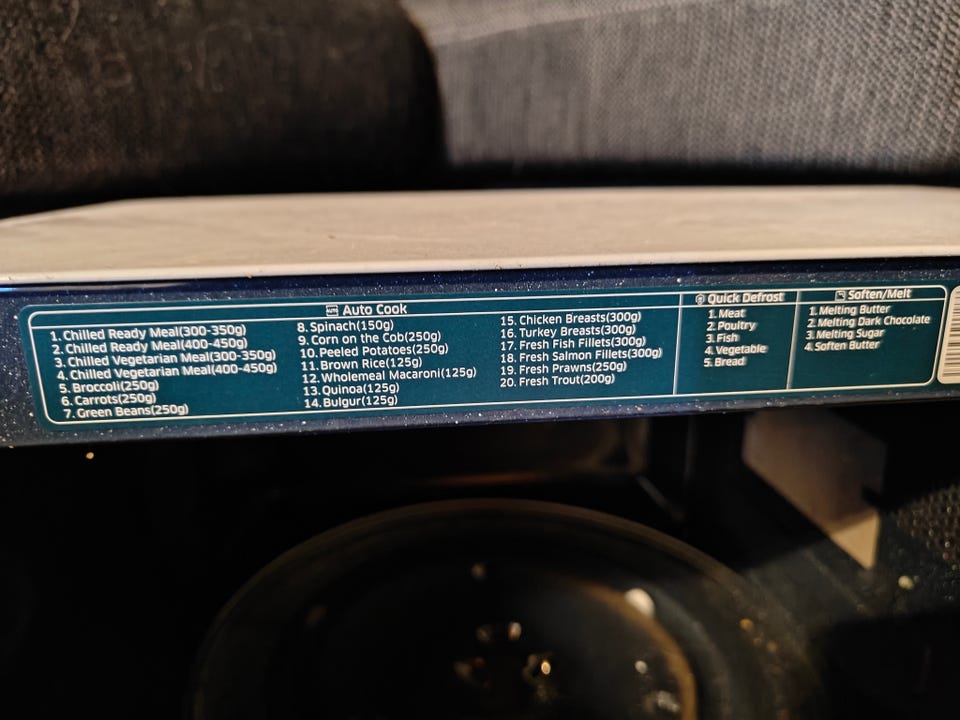 AUTO Auto Cook
1. Chilled Ready Meal(300-350g)
2. Chilled Ready Meal(400-450g)
3. Chilled Vegetarian Meal(300-350g)
4. Chilled Vegetarian Meal(400-450g)
5. Broccoli(250g)
6. Carrots(250g)
7. Green Beans(250g)
8. Spinach(150g)
9. Corn on the Cob(250g)
10. Peeled Potatoes(250g)
11. Brown Rice(125g)
12. Wholemeal Macaroni(125g)
13. Quinoa(125g)
14. Bulgur(125g)
15. Chicken Breasts(300g)
16. Turkey Breasts(300g)
17. Fresh Fish Fillets(300g)
18. Fresh Salmon Fillets(300g)
19. Fresh Prawns(250g)
20. Fresh Trout(200g)
Quick Defrost
1. Meat
2. Poultry
3. Fish
4. Vegetable
5. Bread
Soften/Melt
1. Melting Butter
2. Melting Dark Chocolate
3. Melting Sugar
4. Soften Butter